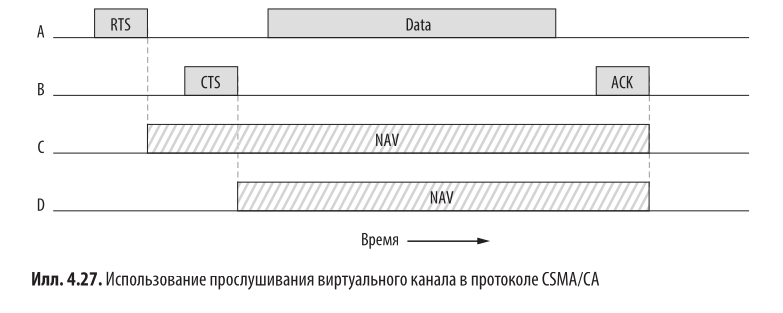 A
RTS
Data
B
CTS
ACK
C
NAV
D
NAV
Время
Илл. 4.27. Использование прослушивания виртуального канала в протоколе CSMA/CA